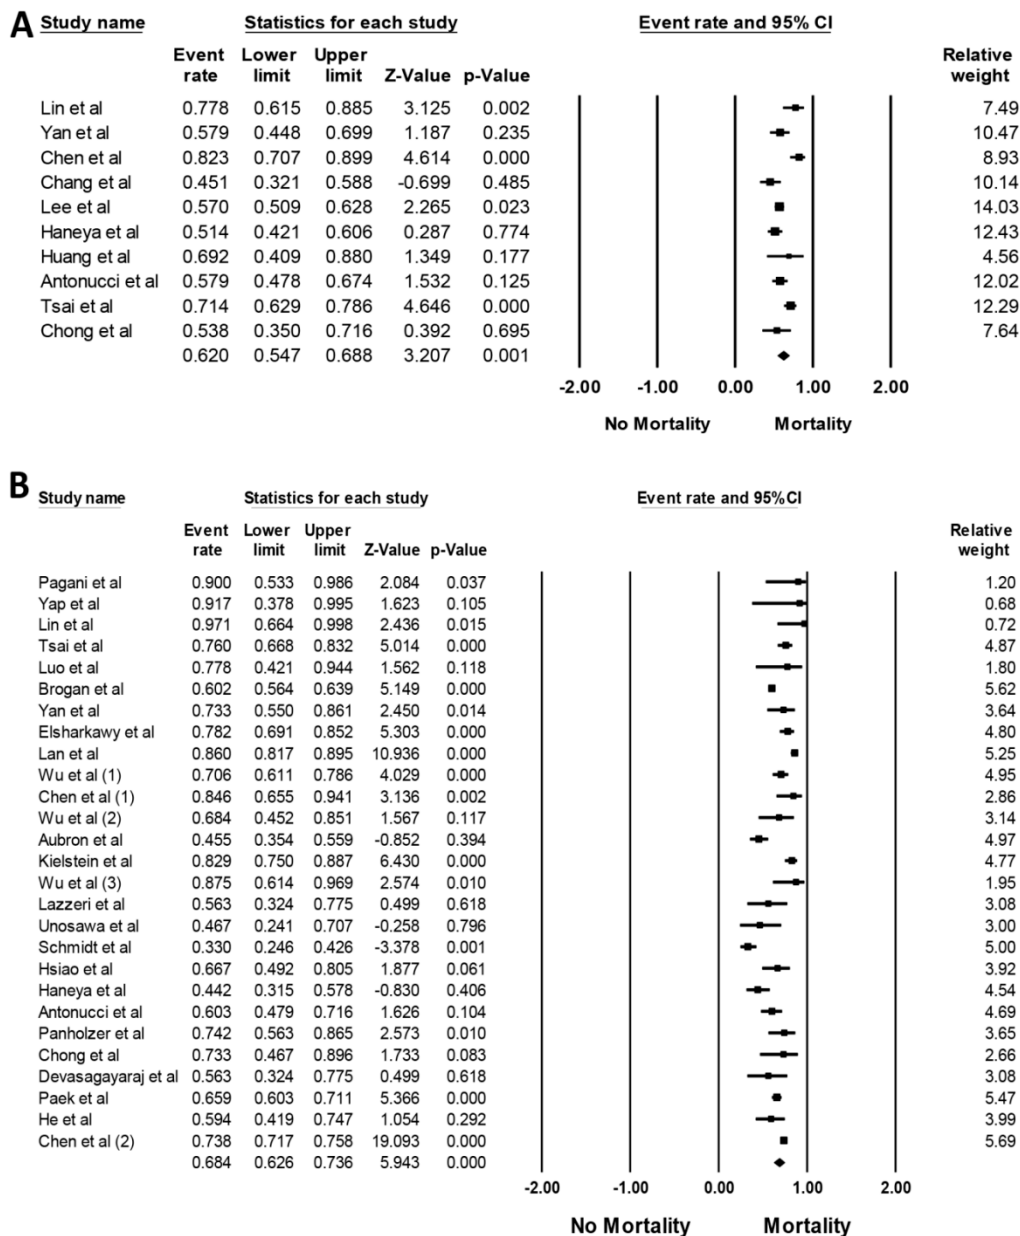 A Study name Statistics for each study Event rate and 95% CI
Event Lower Upper Relative
rate limit limit Z-Value p-Value weight
Lin et al 0.778 0.615 0.885 3.125 0.002 7.49
Yan et al 0.579 0.448 0.699 1.187 0.235 10.47
Chen et al 0.823 0.707 0.899 4.614 0.000 8.93
Chang et al 0.451 0.321 0.588 -0.699 0.485 10.14
Lee et al 0.570 0.509 0.628 2.265 0.023 14.03
Haneya et al 0.514 0.421 0.606 0.287 0.774 12.43
Huang et al 0.692 0.409 0.880 1.349 0.177 4.56
Antonucci et al 0.579 0.478 0.674 1.532 0.125 12.02
Tsai et al 0.714 0.629 0.786 4.646 0.000 12.29
Chong et al 0.538 0.350 0.716 0.392 0.695 7.64
0.620 0.547 0.688 3.207 0.001
-2.00 -1.00 0.00 1.00 2.00
No Mortality Mortality
B Study name Statistics for each study Event rate and 95%CI
Event Lower Upper Relative
rate limit limit Z-Value p-Value weight
Pagani et al 0.900 0.533 0.986 2.084 0.037 1.20
Yap et al 0.917 0.378 0.995 1.623 0.105 0.68
Lin et al 0.971 0.664 0.998 2.436 0.015 0.72
Tsai et al 0.760 0.668 0.832 5.014 0.000 4.87
Luo et al 0.778 0.421 0.944 1.562 0.118 1.80
Brogan et al 0.602 0.564 0.639 5.149 0.000 5.62
Yan et al 0.733 0.550 0.861 2.450 0.014 3.64
Elsharkawy et al 0.782 0.691 0.852 5.303 0.000 4.80
Lan et al 0.860 0.817 0.895 10.936 0.000 5.25
Wu et al (1) 0.706 0.611 0.786 4.029 0.000 4.95
Chen et al (1) 0.846 0.655 0.941 3.136 0.002 2.86
Wu et al (2) 0.684 0.452 0.851 1.567 0.117 3.14
Aubron et al 0.455 0.354 0.559 -0.852 0.394 4.97
Kielstein et al 0.829 0.750 0.887 6.430 0.000 4.77
Wu et al (3) 0.875 0.614 0.969 2.574 0.010 1.95
Lazzeri et al 0.563 0.324 0.775 0.499 0.618 3.08
Unosawa et al 0.467 0.241 0.707 -0.258 0.796 3.00
Schmidt et al 0.330 0.246 0.426 -3.378 0.001 5.00
Hsiao et al 0.667 0.492 0.805 1.877 0.061 3.92
Haneya et al 0.442 0.315 0.578 -0.830 0.406 4.54
Antonucci et al 0.603 0.479 0.716 1.626 0.104 4.69
Panholzer et al 0.742 0.563 0.865 2.573 0.010 3.65
Chong et al 0.733 0.467 0.896 1.733 0.083 2.66
Devasagayaraj et al 0.563 0.324 0.775 0.499 0.618 3.08
Paek et al 0.659 0.603 0.711 5.366 0.000 5.47
He et al 0.594 0.419 0.747 1.054 0.292 3.99
Chen et al (2) 0.738 0.717 0.758 19.093 0.000 5.69
0.684 0.626 0.736 5.943 0.000
-2.00 -1.00 0.00 1.00 2.00
No Mortality Mortality